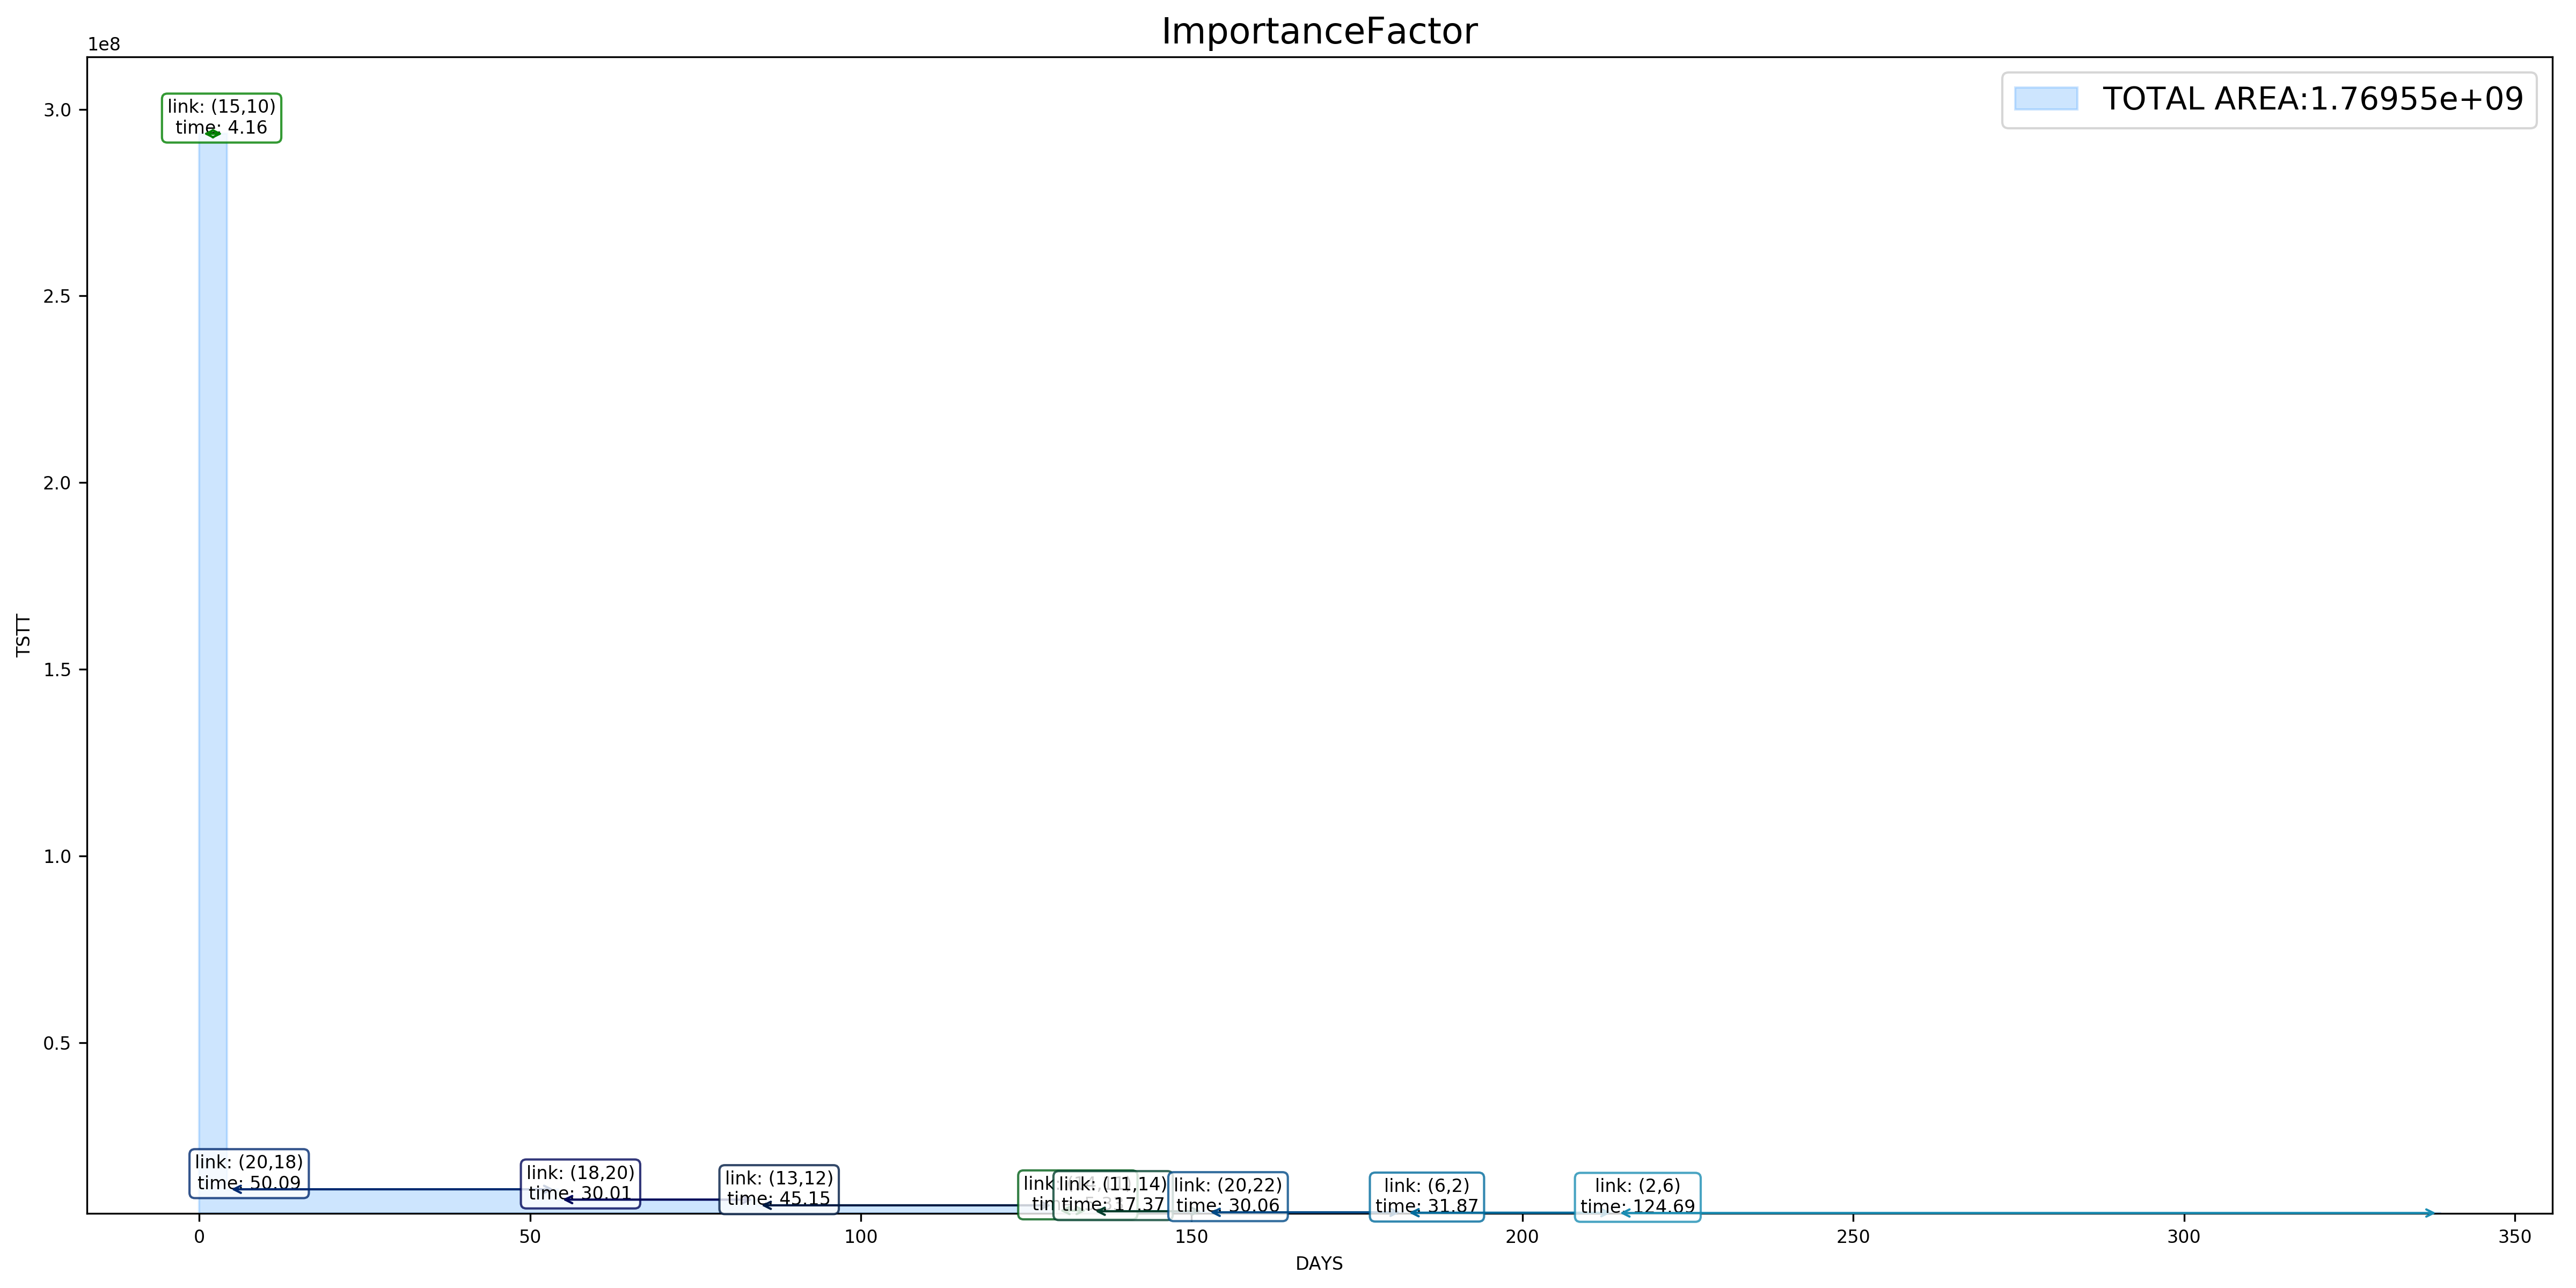 ImportanceFactor
1e8
TOTAL AREA:1.76955e+09
3.0
2.5
2.0
1.5
1.0
0.5
TSTT
link: (15,10)
time: 4.16
link: (20,18)
time: 50.09
link: (18,20)
time: 30.01
link: (13,12)
time: 45.15
link: (11,14)
time: 17.37
link: (20,22)
time: 30.06
link: (6,2)
time: 31.87
link: (2,6)
time: 124.69
0
50
100
150
200
250
300
350
DAYS